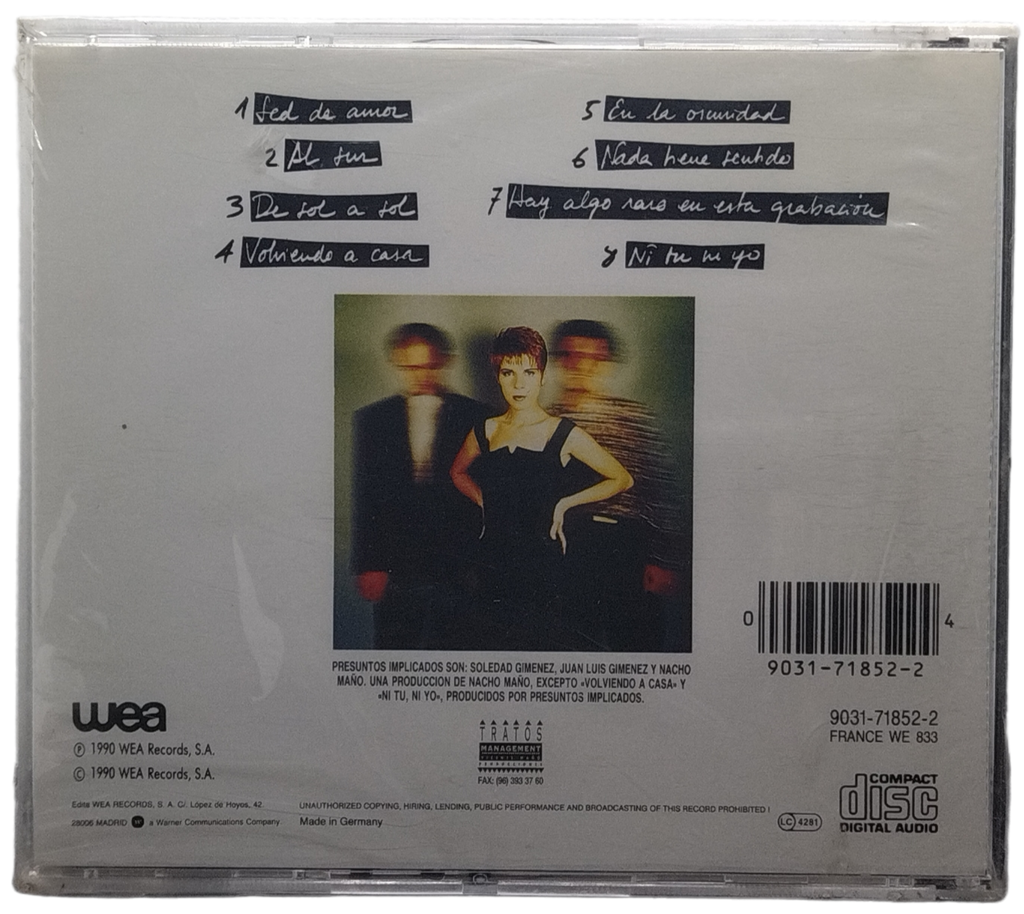 1 Sed de amor
2 Al sur
3 De sol a sol
4 Volviendo a casa
5 En la oscuridad
6 Nada tiene sentido
7 Hay algo raro en esta grabación
y Ni tu ni yo
PRESUNTOS IMPLICADOS SON: SOLEDAD GIMENEZ, JUAN LUIS GIMENEZ Y NACHO
MAÑO. UNA PRODUCCION DE NACHO MAÑO, EXCEPTO «VOLVIENDO A CASA» Y
«NI TU, NI YO», PRODUCIDOS POR PRESUNTOS IMPLICADOS.
TRATOS
MANAGEMENT
FAX: (96) 393 37 60
0 4
9031-71852-2
9031-71852-2
FRANCE WE 833
wea
℗ 1990 WEA Records, S.A.
© 1990 WEA Records, S.A.
Edita WEA RECORDS, S. A. C/. López de Hoyos, 42
28006 MADRID W a Warner Communications Company
UNAUTHORIZED COPYING, HIRING, LENDING, PUBLIC PERFORMANCE AND BROADCASTING OF THIS RECORD PROHIBITED !
Made in Germany
LC 4281
COMPACT
disc
DIGITAL AUDIO